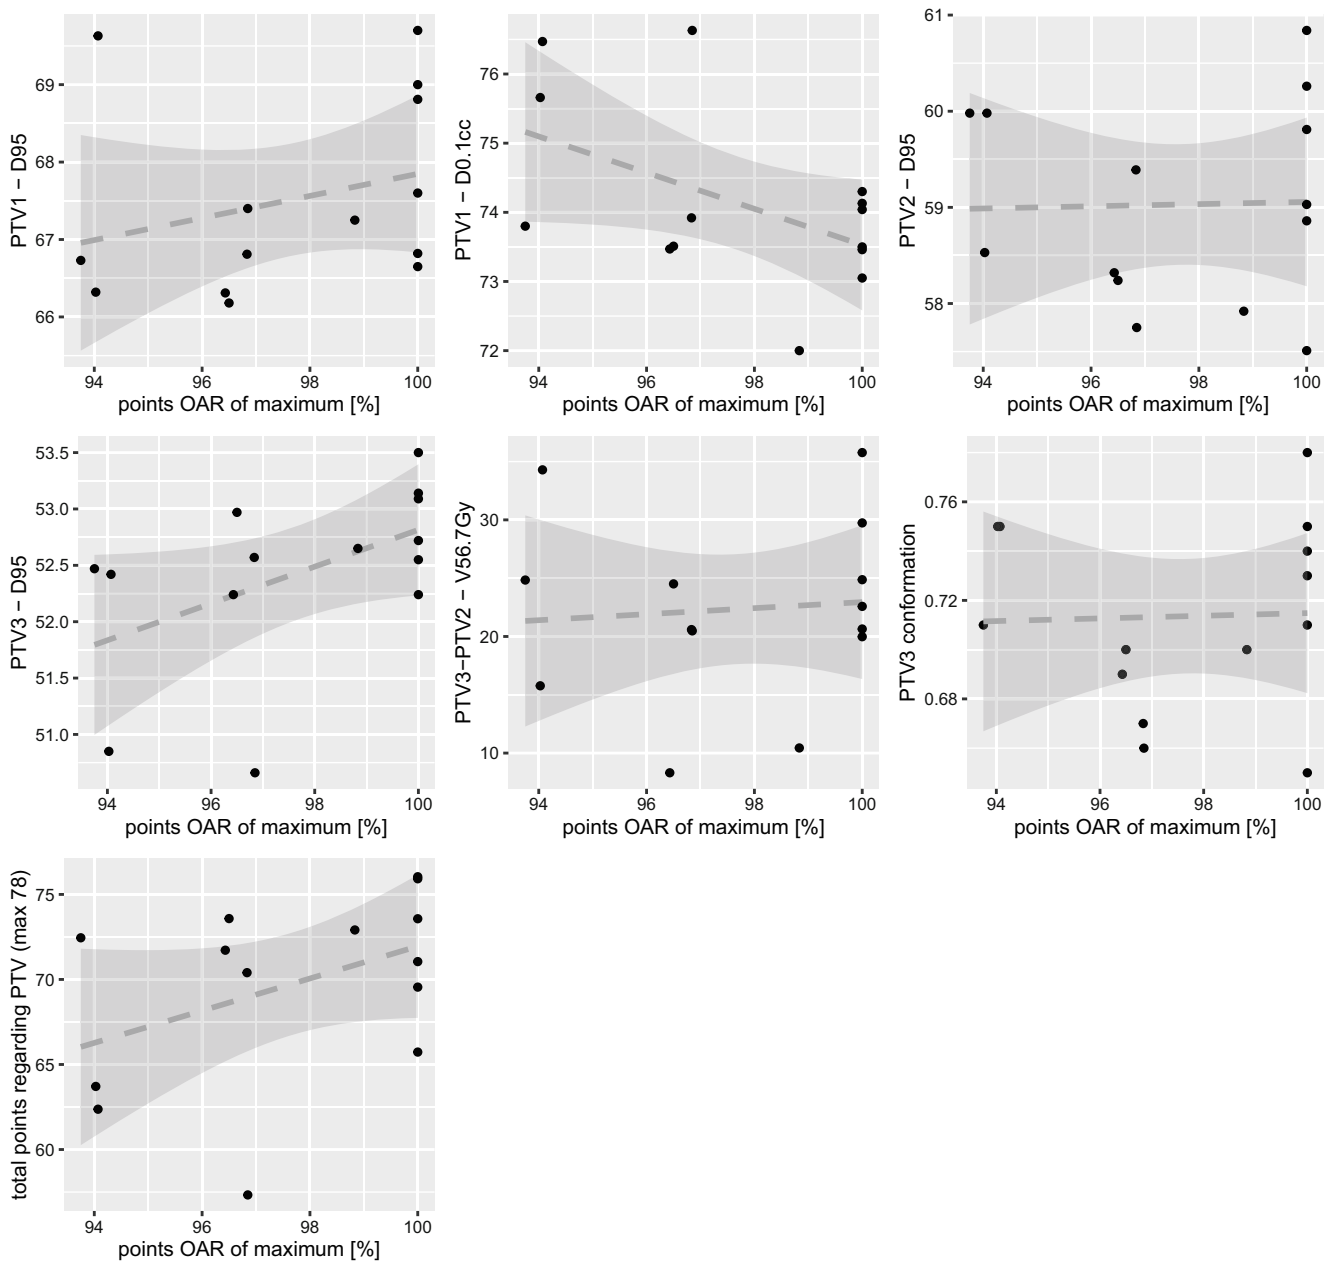 PTV1 − D95
69
68
67
66
94 96 98 100
points OAR of maximum [%]
PTV1 − D0.1cc
76
75
74
73
72
94 96 98 100
points OAR of maximum [%]
PTV2 − D95
61
60
59
58
94 96 98 100
points OAR of maximum [%]
PTV3 − D95
53.5
53.0
52.5
52.0
51.5
51.0
94 96 98 100
points OAR of maximum [%]
PTV3−PTV2 − V56.7Gy
30
20
10
94 96 98 100
points OAR of maximum [%]
PTV3 conformation
0.76
0.72
0.68
94 96 98 100
points OAR of maximum [%]
total points regarding PTV (max 78)
75
70
65
60
94 96 98 100
points OAR of maximum [%]